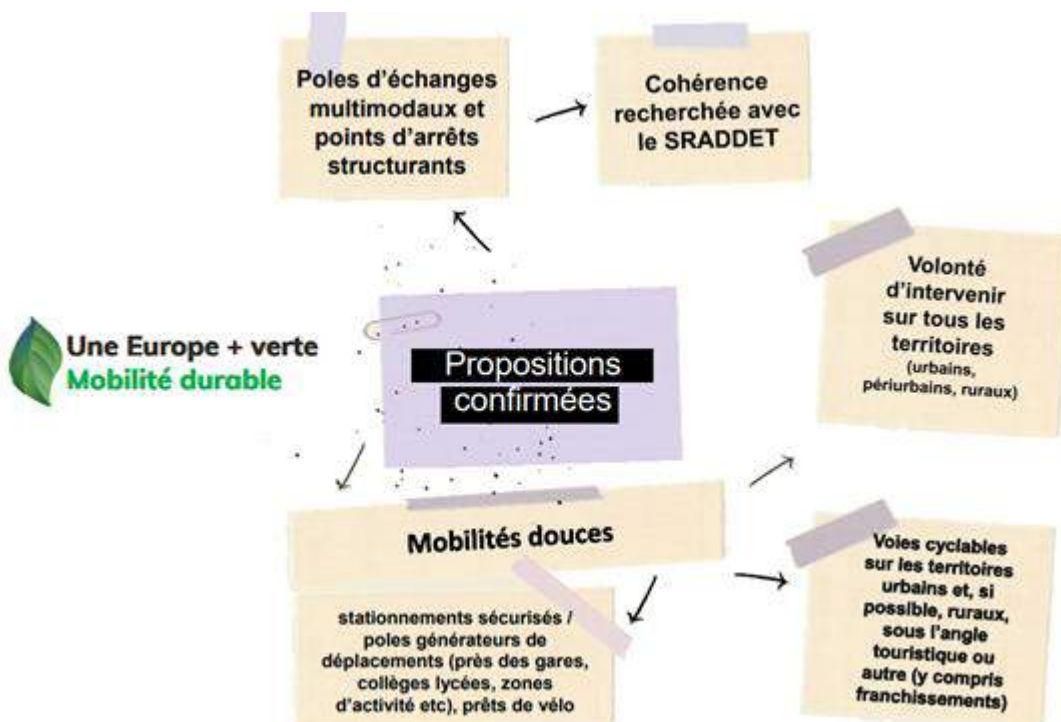 Poles d'échanges
multimodaux et
points d'arrêts
structurants
Cohérence
recherchée avec
le SRADDET
Volonté
d'intervenir
sur tous les
territoires
(urbains,
périurbains, ruraux)
Une Europe + verte
Mobilité durable
Propositions
confirmées
Mobilités douces
stationnements sécurisés /
poles générateurs de
déplacements (près des gares,
collèges lycées, zones
d'activité etc), prêts de vélo
Voies cyclables
sur les territoires
urbains et, si
possible, ruraux,
sous l'angle
touristique ou
autre (y compris
franchissements)